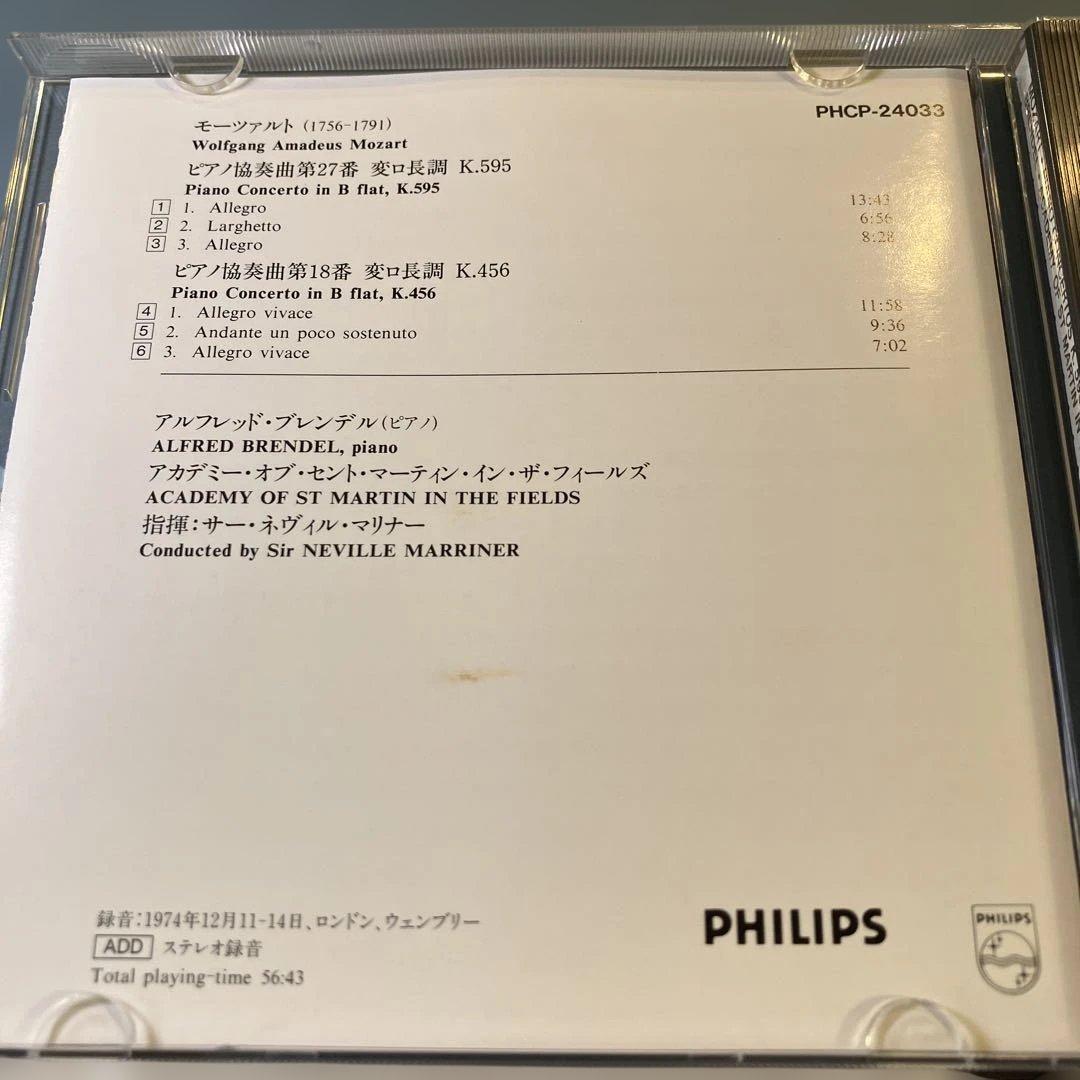 PHCP-24033
モーツァルト (1756-1791)
Wolfgang Amadeus Mozart
ピアノ協奏曲第27番 変ロ長調 K.595
Piano Concerto in B flat, K.595
1 1. Allegro 13:43
2 2. Larghetto 6:56
3 3. Allegro 8:28
ピアノ協奏曲第18番 変ロ長調 K.456
Piano Concerto in B flat, K.456
4 1. Allegro vivace 11:58
5 2. Andante un poco sostenuto 9:36
6 3. Allegro vivace 7:02
アルフレッド・ブレンデル(ピアノ)
ALFRED BRENDEL, piano
アカデミー・オブ・セント・マーティン・イン・ザ・フィールズ
ACADEMY OF ST MARTIN IN THE FIELDS
指揮:サー・ネヴィル・マリナー
Conducted by Sir NEVILLE MARRINER
録音:1974年12月11-14日、ロンドン、ウェンブリー
ADD ステレオ録音
Total playing-time 56:43
PHILIPS
PHILIPS
ACADEMY OF ST MARTIN IN